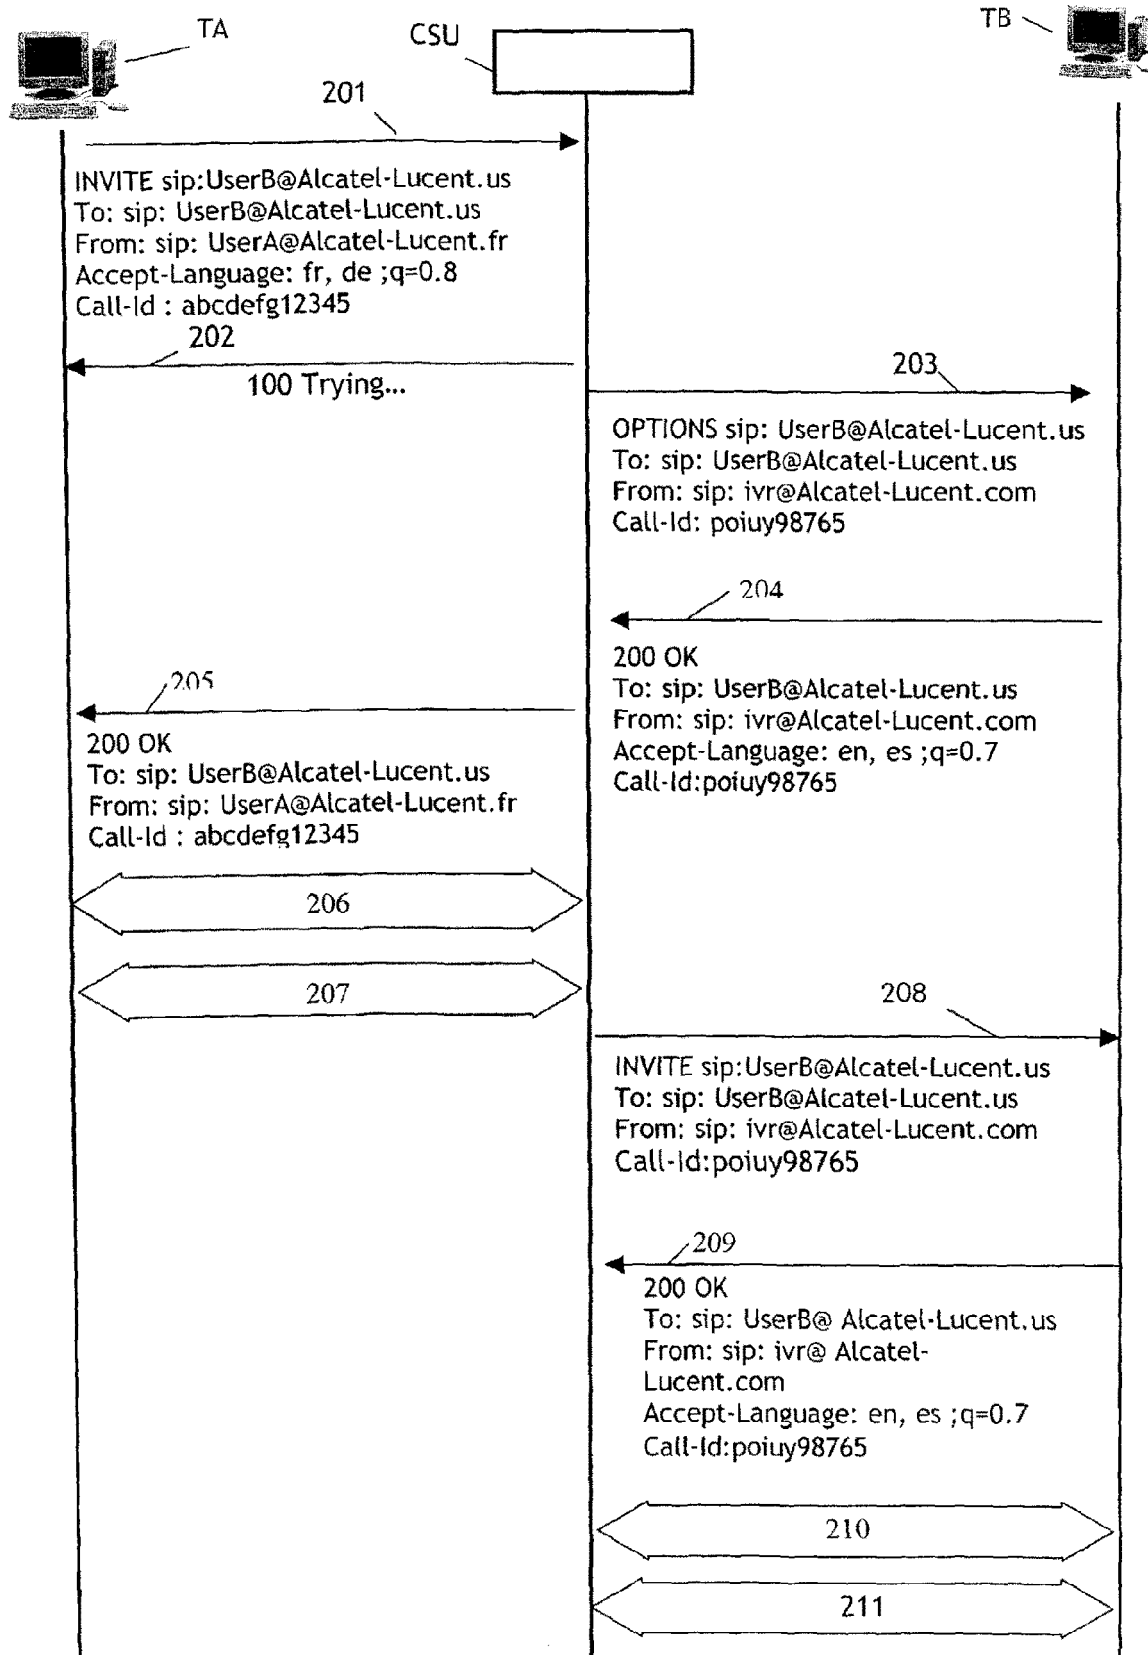 TA
CSU
TB
201
INVITE sip:UserB@Alcatel-Lucent.us
To: sip: UserB@Alcatel-Lucent.us
From: sip: UserA@Alcatel-Lucent.fr
Accept-Language: fr, de ;q=0.8
Call-Id : abcdefg12345
202
100 Trying...
203
OPTIONS sip: UserB@Alcatel-Lucent.us
To: sip: UserB@Alcatel-Lucent.us
From: sip: ivr@Alcatel-Lucent.com
Call-Id: poiuy98765
204
200 OK
To: sip: UserB@Alcatel-Lucent.us
From: sip: ivr@Alcatel-Lucent.com
Accept-Language: en, es ;q=0.7
Call-Id:poiuy98765
205
200 OK
To: sip: UserB@Alcatel-Lucent.us
From: sip: UserA@Alcatel-Lucent.fr
Call-Id : abcdefg12345
206
207
208
INVITE sip:UserB@Alcatel-Lucent.us
To: sip: UserB@Alcatel-Lucent.us
From: sip: ivr@Alcatel-Lucent.com
Call-Id:poiuy98765
209
200 OK
To: sip: UserB@ Alcatel-Lucent.us
From: sip: ivr@ Alcatel-
Lucent.com
Accept-Language: en, es ;q=0.7
Call-Id:poiuy98765
210
211